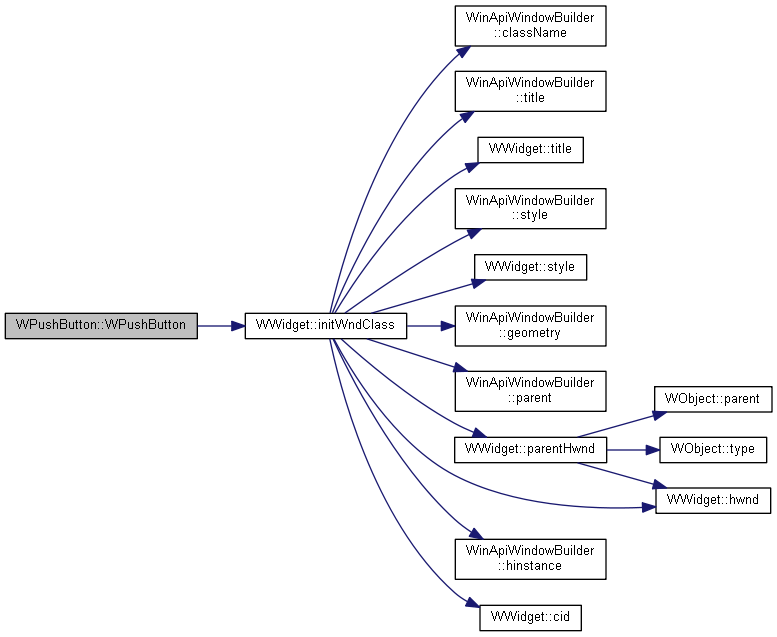 WinApiWindowBuilder
::className
WinApiWindowBuilder
::title
WWidget::title
WinApiWindowBuilder
::style
WWidget::style
WPushButton::WPushButton
WWidget::initWndClass
WinApiWindowBuilder
::geometry
WinApiWindowBuilder
::parent
WObject::parent
WWidget::parentHwnd
WObject::type
WWidget::hwnd
WinApiWindowBuilder
::hinstance
WWidget::cid